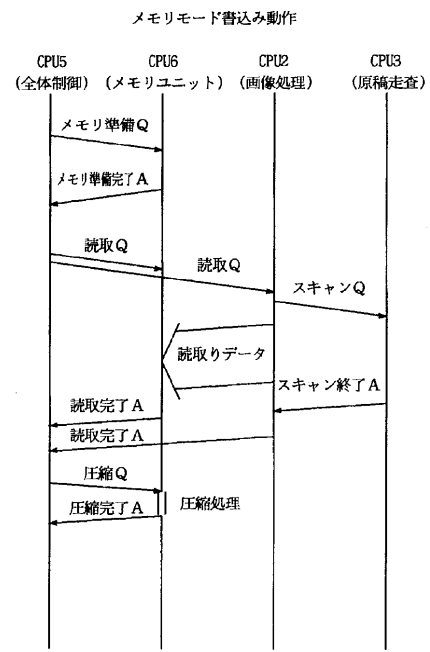 メモリモード書込み動作
CPU5 CPU6 CPU2 CPU3
(全体制御) (メモリユニット) (画像処理) (原稿走査)
メモリ準備Q
メモリ準備完了A
読取Q
読取Q
スキャンQ
読取りデータ
スキャン終了A
読取完了A
読取完了A
圧縮Q
圧縮処理
圧縮完了A